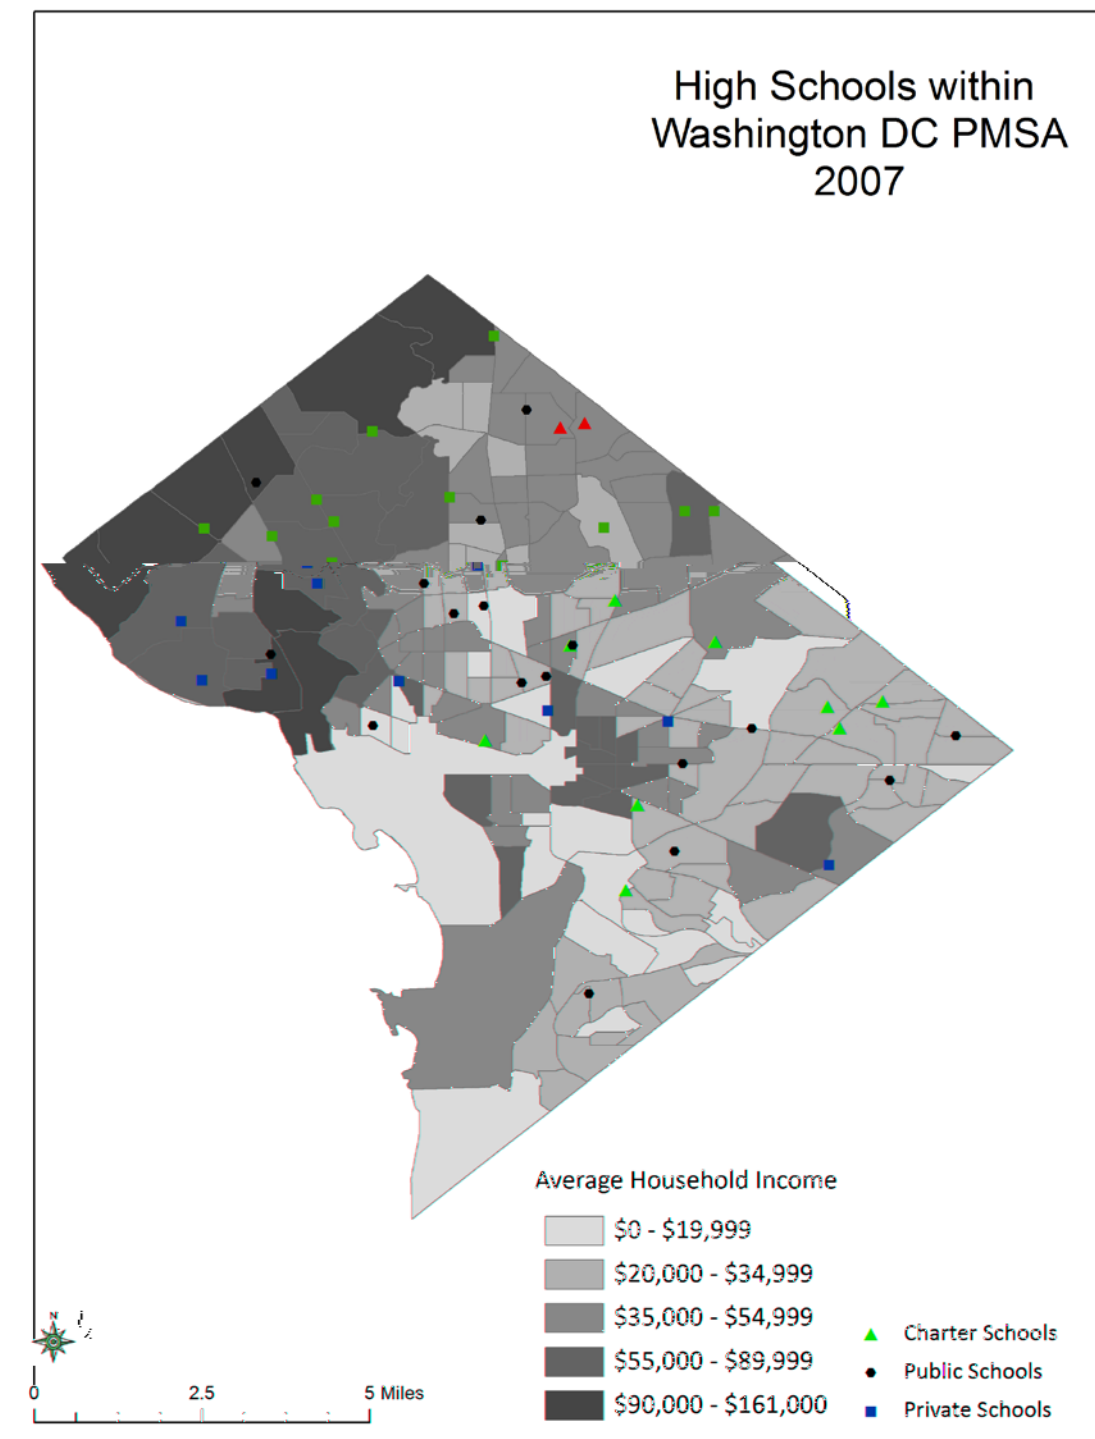 High Schools within
Washington DC PMSA
2007
Average Household Income
$0 - $19,999
$20,000 - $34,999
$35,000 - $54,999
$55,000 - $89,999
$90,000 - $161,000
Charter Schools
Public Schools
Private Schools
N
0 2.5 5 Miles